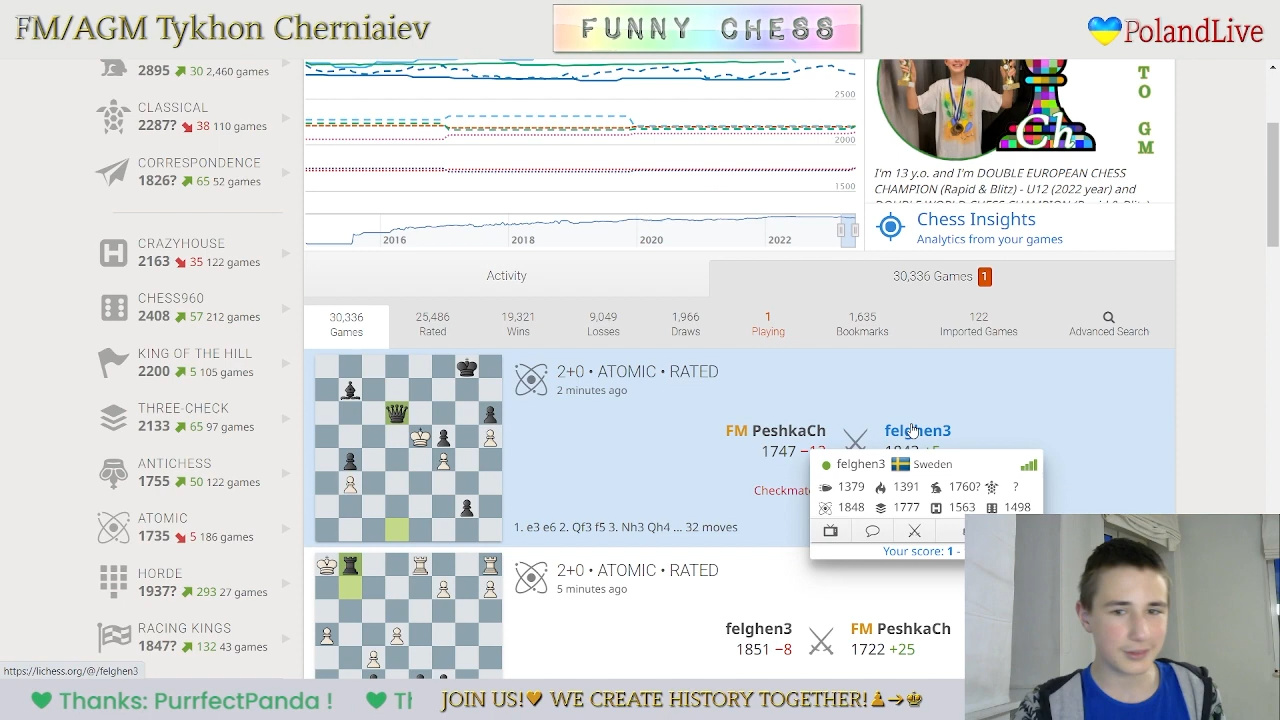 FM/AGM Tykhon Cherniaiev
FUNNY CHESS
PolandLive
2895 30 2,460 games
CLASSICAL
2287? 38 110 games
CORRESPONDENCE
1826? 65 52 games
CRAZYHOUSE
2163 35 122 games
CHESS960
2408 57 212 games
KING OF THE HILL
2200 5 105 games
THREE-CHECK
2133 65 97 games
ANTICHESS
1755 50 122 games
ATOMIC
1735 5 186 games
HORDE
1937? 293 27 games
RACING KINGS
1847? 132 43 games
2500
2000
1500
2016 2018 2020 2022
TO GM
Ch
I'm 13 y.o. and I'm DOUBLE EUROPEAN CHESS
CHAMPION (Rapid & Blitz) - U12 (2022 year) and
Chess Insights
Analytics from your games
Activity
30,336 Games 1
30,336 Games
25,486 Rated
19,321 Wins
9,049 Losses
1,966 Draws
1 Playing
1,635 Bookmarks
122 Imported Games
Advanced Search
2+0 • ATOMIC • RATED
2 minutes ago
FM PeshkaCh
1747
felghen3
felghen3 Sweden
1379 1391 1760? ?
1848 1777 1563 1498
Your score: 1 -
1. e3 e6 2. Qf3 f5 3. Nh3 Qh4 ... 32 moves
2+0 • ATOMIC • RATED
5 minutes ago
felghen3
1851 −8
FM PeshkaCh
1722 +25
https://lichess.org/@/felghen3
Thanks: PurrfectPanda !
JOIN US! WE CREATE HISTORY TOGETHER!